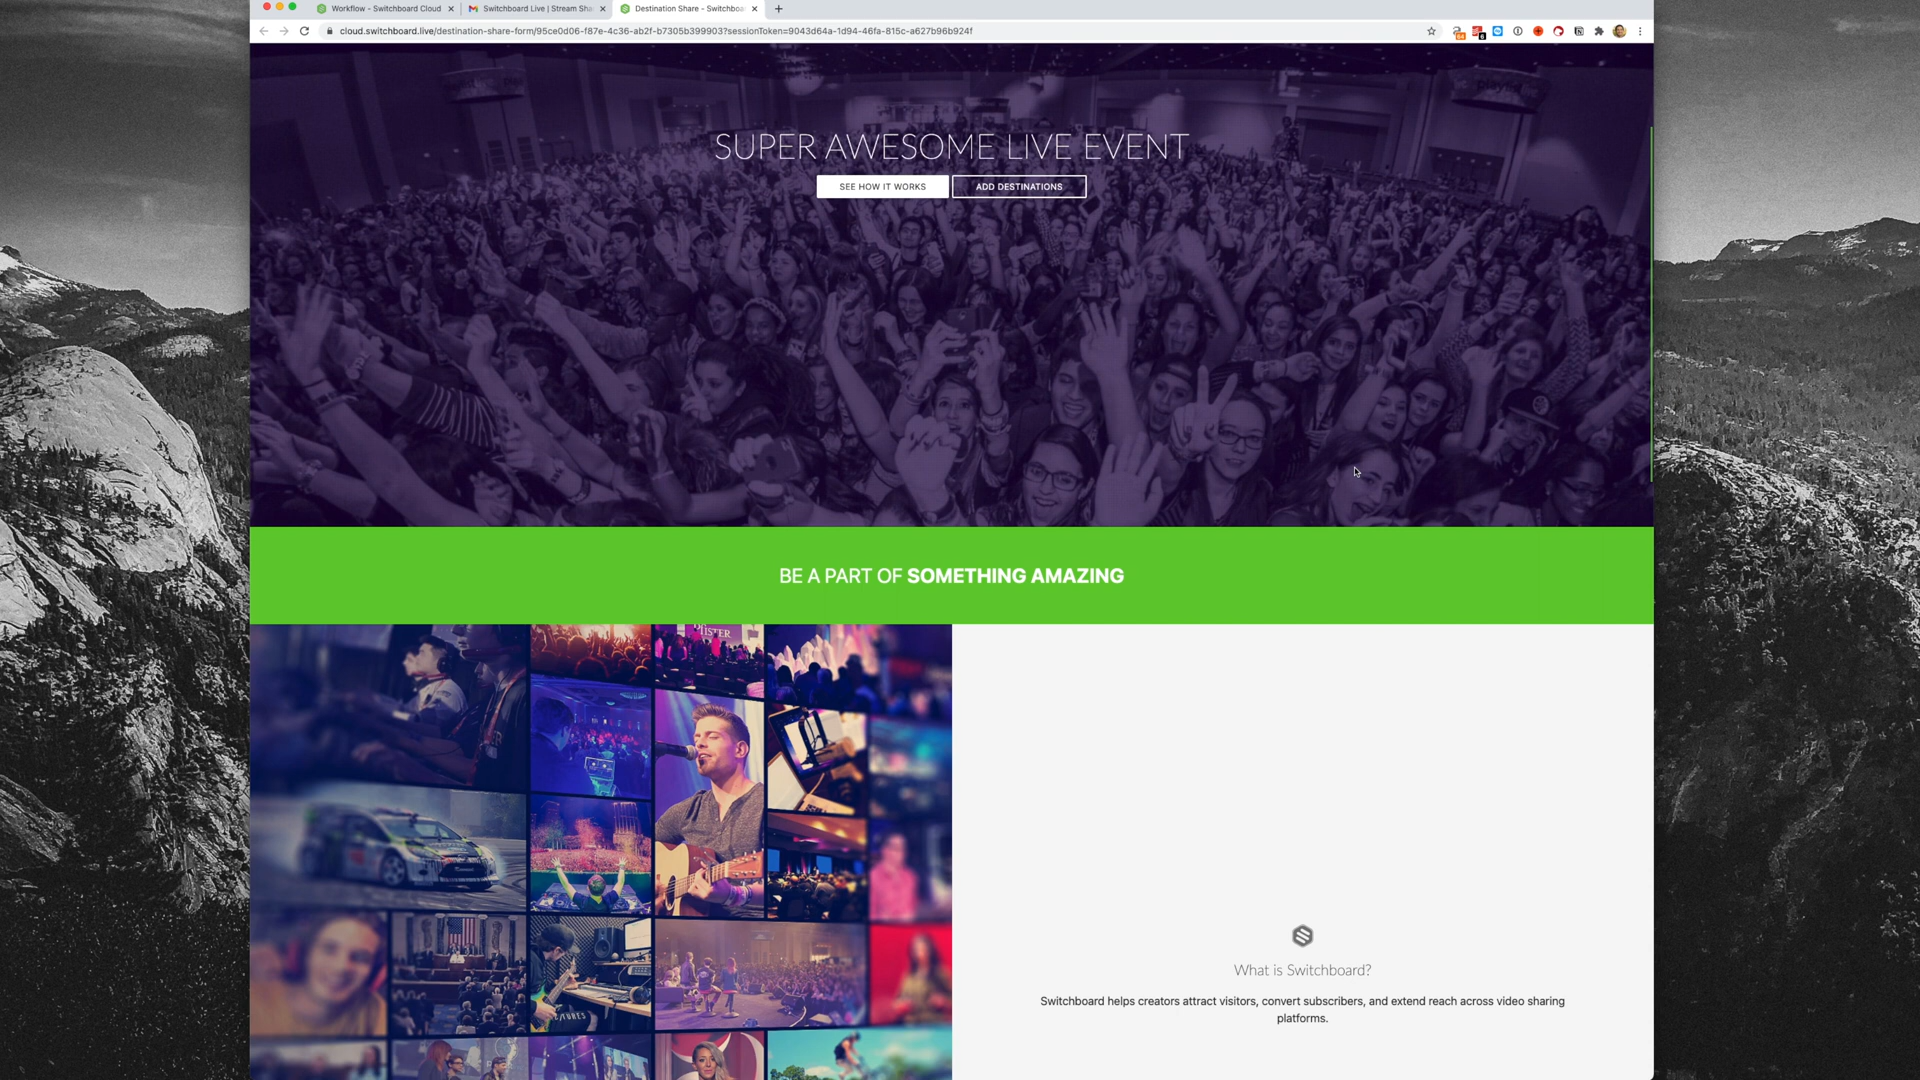 Workflow - Switchboard Cloud
Switchboard Live | Stream Sha
Destination Share - Switchboa
cloud.switchboard.live/destination-share-form/95ce0d06-f87e-4c36-ab2f-b7305b399903?sessionToken=9043d64a-1d94-46fa-815c-a627b96b924f
SUPER AWESOME LIVE EVENT
SEE HOW IT WORKS
ADD DESTINATIONS
BE A PART OF SOMETHING AMAZING
What is Switchboard?
Switchboard helps creators attract visitors, convert subscribers, and extend reach across video sharing
platforms.